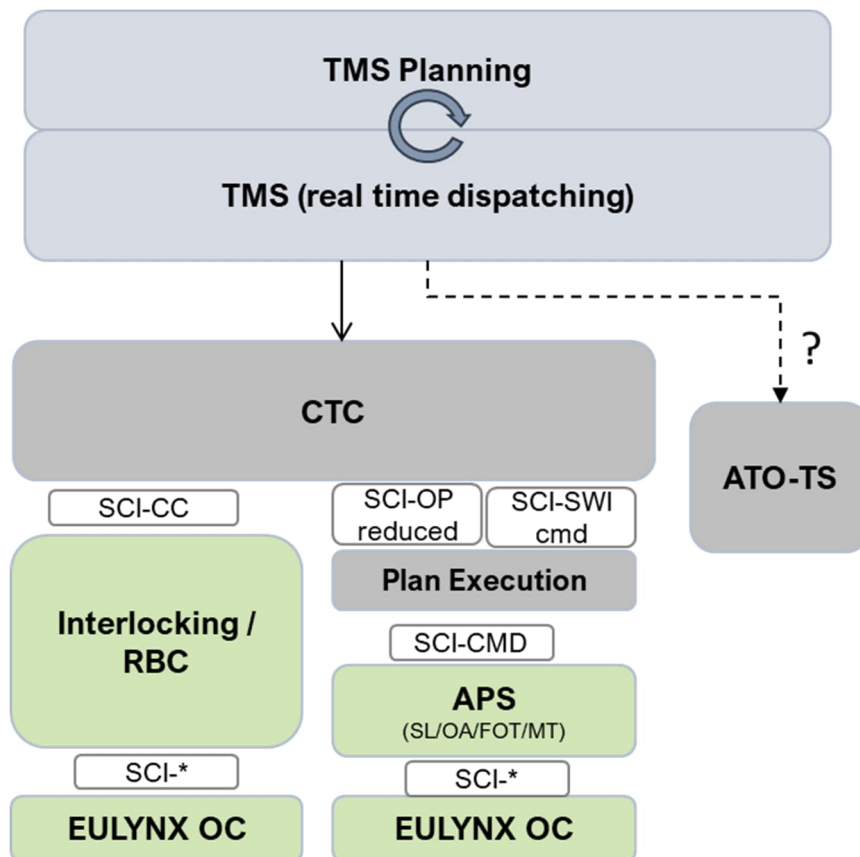 TMS Planning
TMS (real time dispatching)
?
CTC
ATO-TS
SCI-CC
SCI-OP
reduced
SCI-SWI
cmd
Interlocking /
RBC
Plan Execution
SCI-CMD
APS
(SL/OA/FOT/MT)
SCI-*
SCI-*
EULYNX OC
EULYNX OC